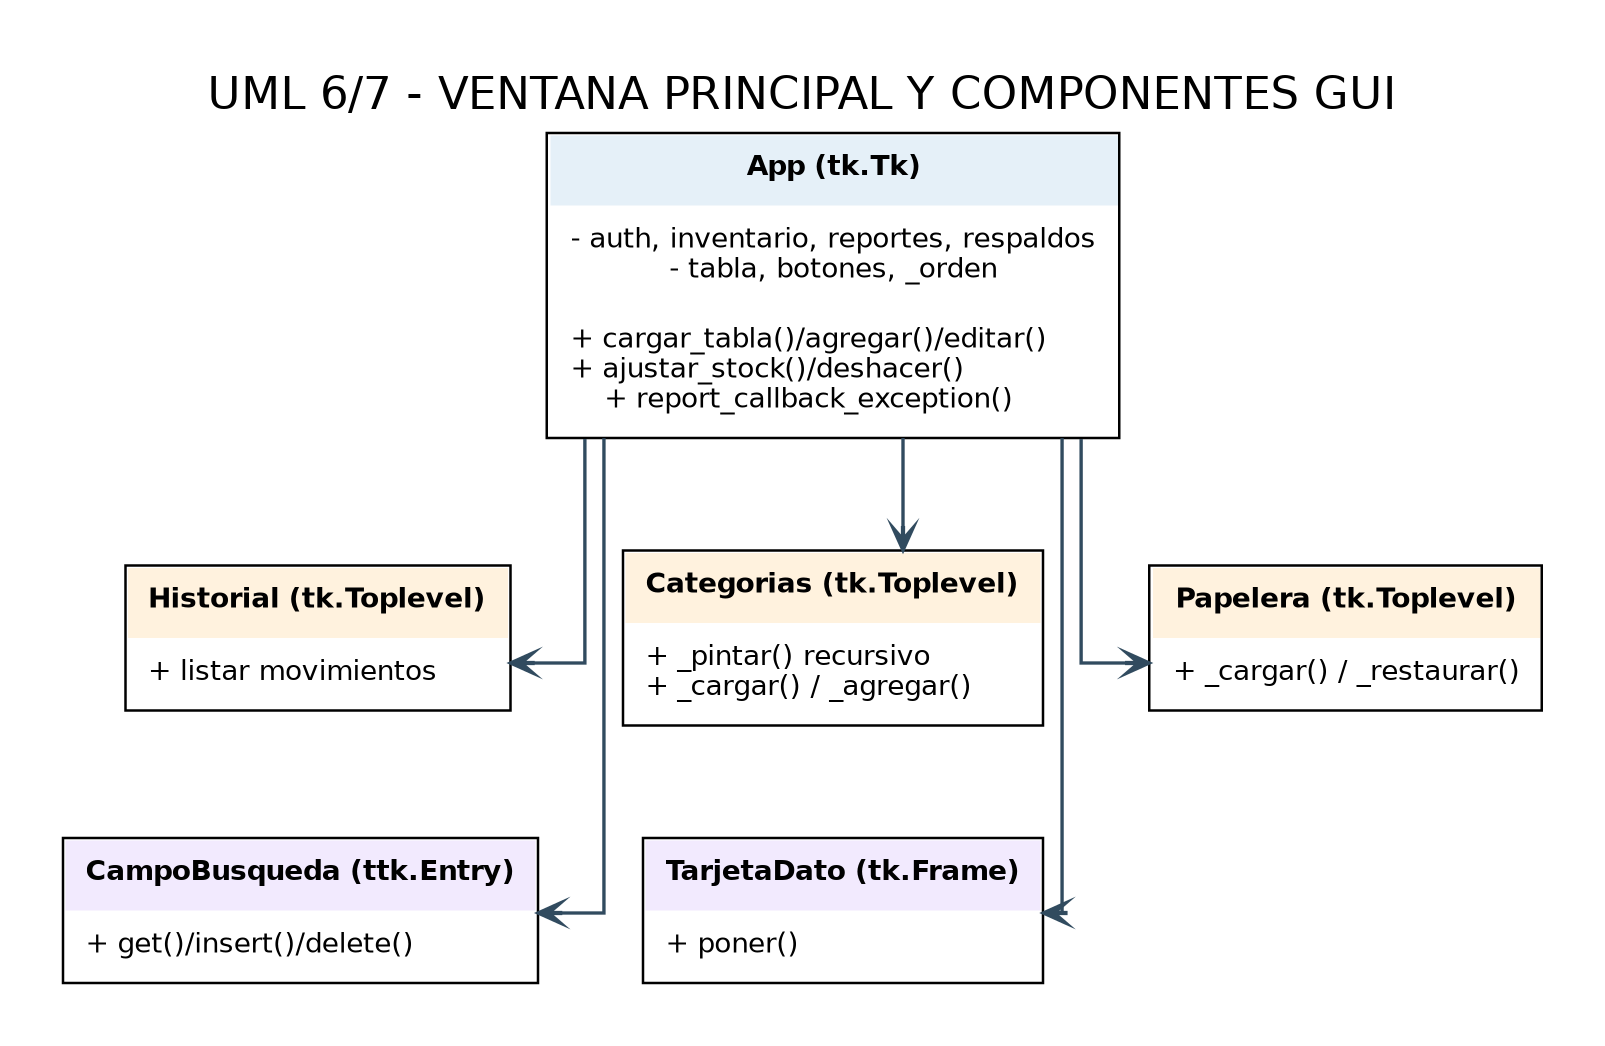 UML 6/7 - VENTANA PRINCIPAL Y COMPONENTES GUI
App (tk.Tk)
- auth, inventario, reportes, respaldos
- tabla, botones, _orden
+ cargar_tabla()/agregar()/editar()
+ ajustar_stock()/deshacer()
+ report_callback_exception()
Historial (tk.Toplevel)
+ listar movimientos
Categorias (tk.Toplevel)
+ _pintar() recursivo
+ _cargar() / _agregar()
Papelera (tk.Toplevel)
+ _cargar() / _restaurar()
CampoBusqueda (ttk.Entry)
+ get()/insert()/delete()
TarjetaDato (tk.Frame)
+ poner()